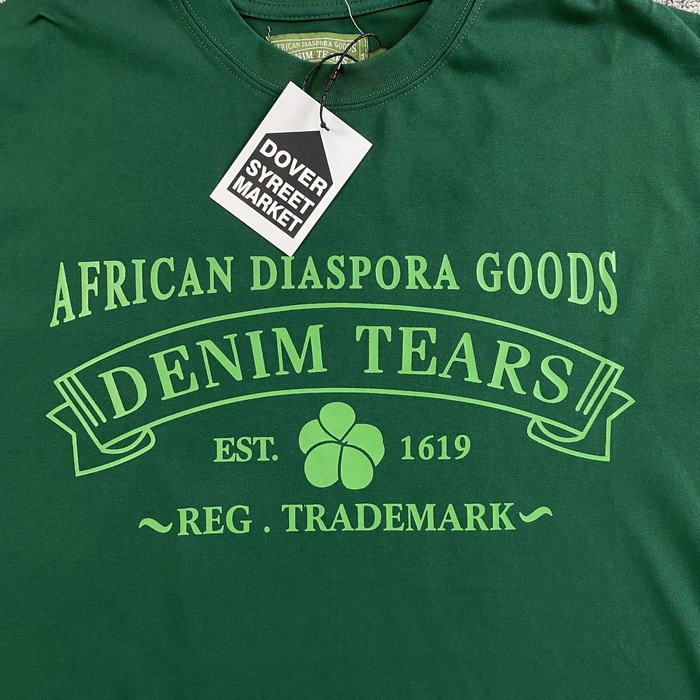 AFRICAN DIASPORA GOODS
DENIM TEARS
DOVER
SYREET
MARKET
AFRICAN DIASPORA GOODS
DENIM TEARS
EST. 1619
~REG . TRADEMARK~